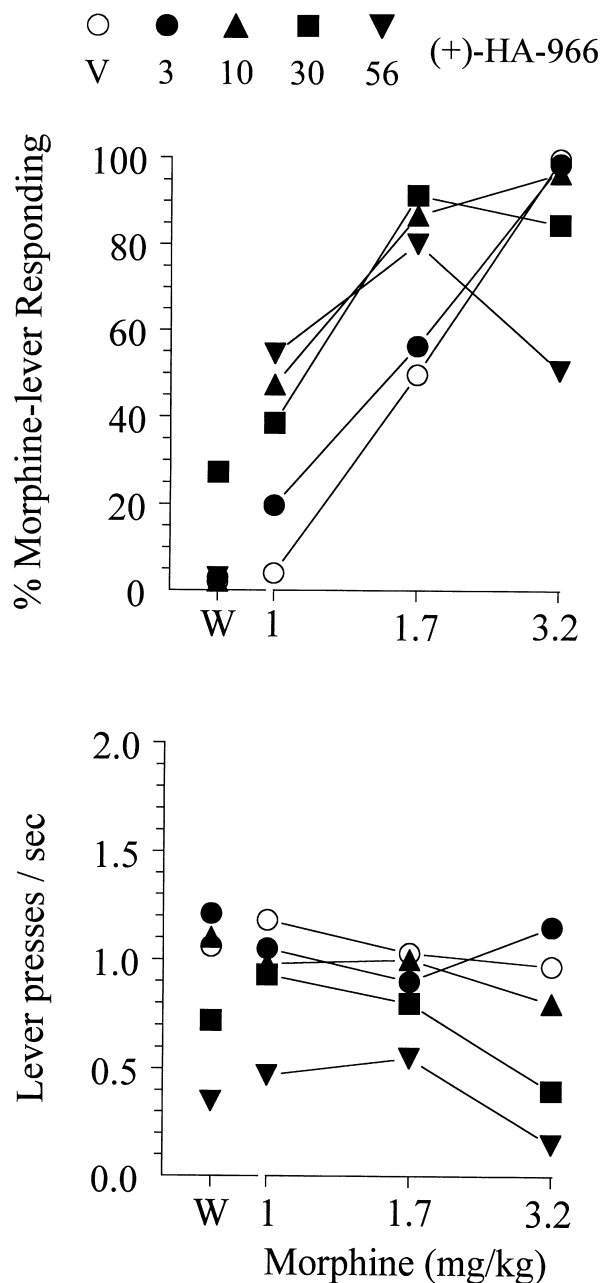 (+)-HA-966
V 3 10 30 56
% Morphine-lever Responding
100
80
60
40
20
0
W 1 1.7 3.2
Lever presses / sec
2.0
1.5
1.0
0.5
0.0
W 1 1.7 3.2
Morphine (mg/kg)